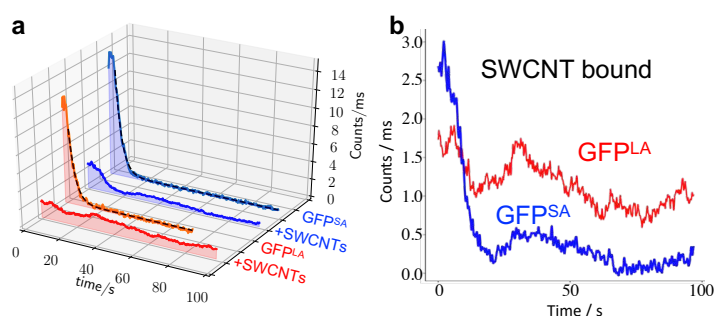 a
14
12
10
8
6
4
2
0
Counts/ms
GFPSA
+SWCNTs
GFPLA
+SWCNTs
0
20
40
60
80
100
time/s
b
3.0
2.5
2.0
1.5
1.0
0.5
0.0
Counts / ms
SWCNT bound
GFPLA
GFPSA
0
50
100
Time / s